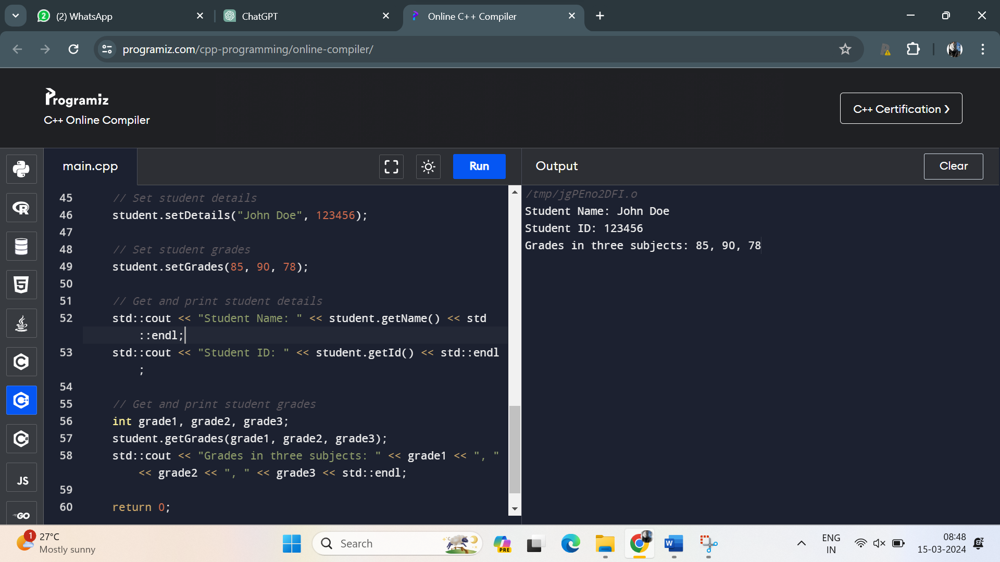 (2) WhatsApp
ChatGPT
Online C++ Compiler
programiz.com/cpp-programming/online-compiler/
Programiz
C++ Online Compiler
C++ Certification ❯
main.cpp
Run
Output
Clear
45 // Set student details
46 student.setDetails("John Doe", 123456);
47
48 // Set student grades
49 student.setGrades(85, 90, 78);
50
51 // Get and print student details
52 std::cout << "Student Name: " << student.getName() << std
::endl;
53 std::cout << "Student ID: " << student.getId() << std::endl
;
54
55 // Get and print student grades
56 int grade1, grade2, grade3;
57 student.getGrades(grade1, grade2, grade3);
58 std::cout << "Grades in three subjects: " << grade1 << ", "
<< grade2 << ", " << grade3 << std::endl;
59
60 return 0;
/tmp/jgPEno2DFI.o
Student Name: John Doe
Student ID: 123456
Grades in three subjects: 85, 90, 78
JS
GO
1
27°C
Mostly sunny
Search
PRE
W
ENG
IN
08:48
15-03-2024